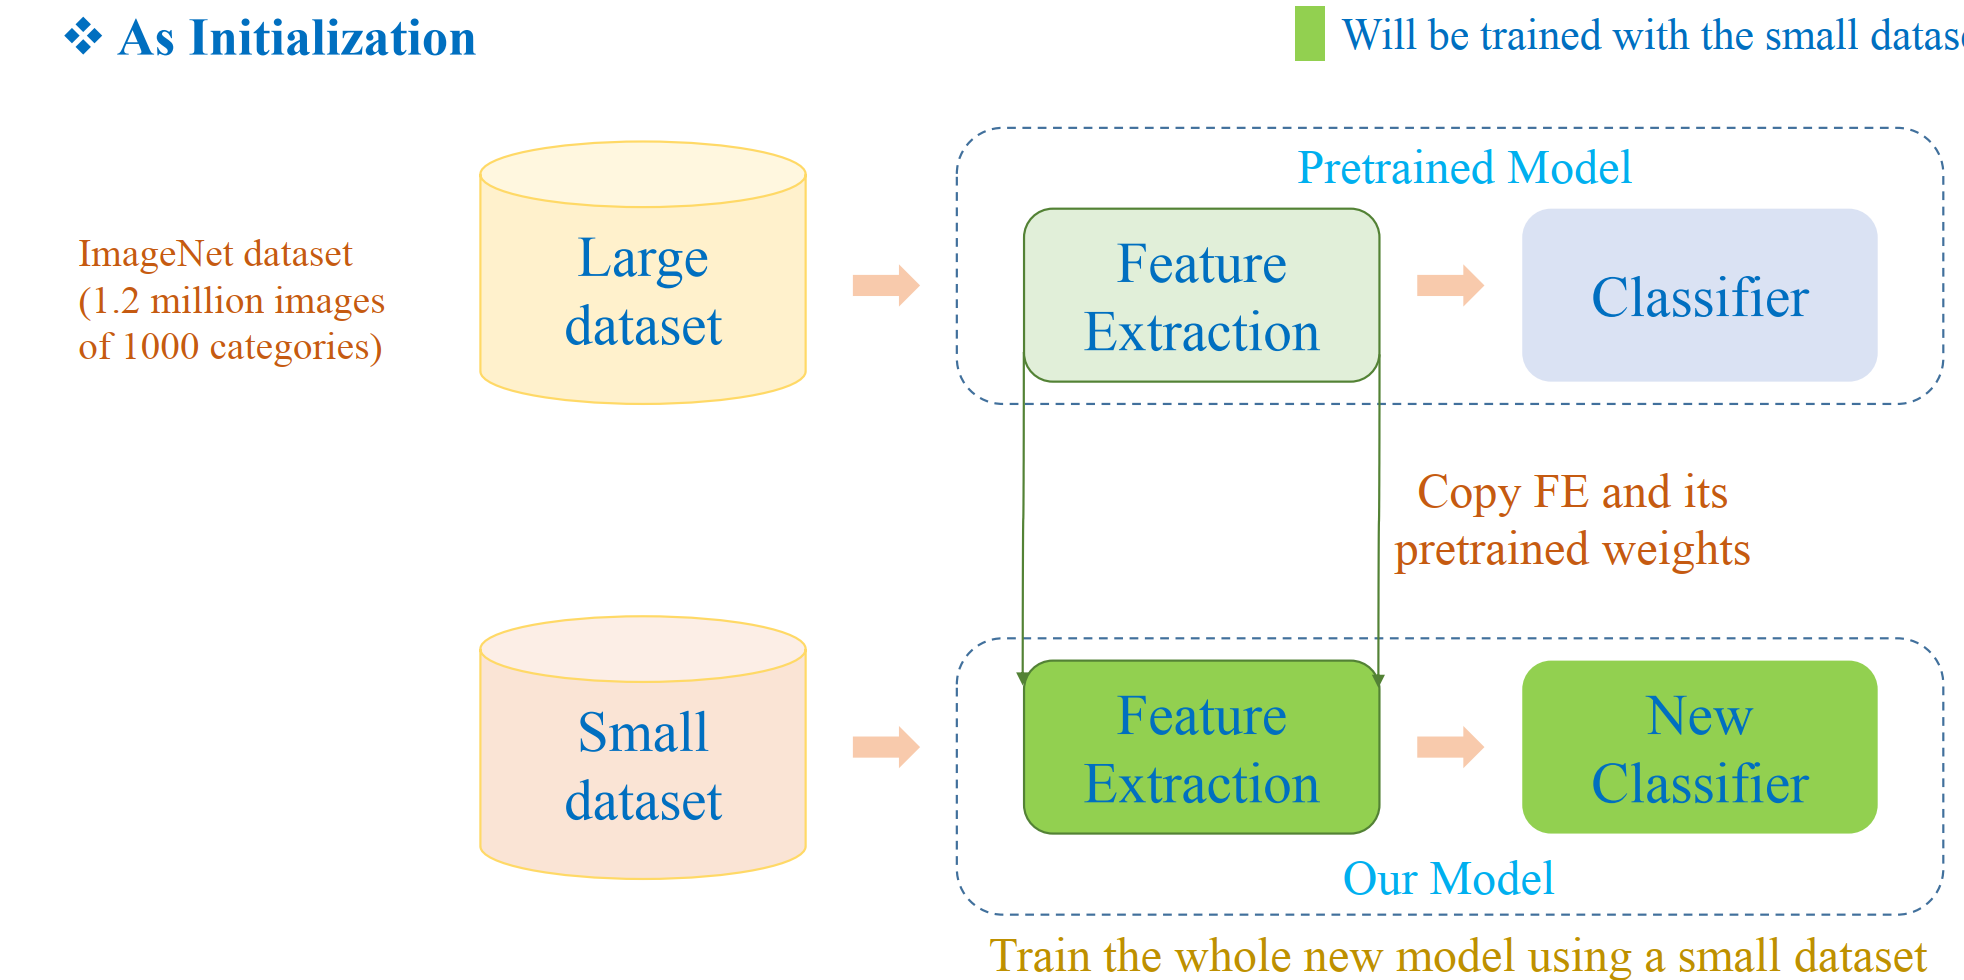 ❖ As Initialization
Will be trained with the small
ImageNet dataset
(1.2 million images
of 1000 categories)
Large
dataset
Pretrained Model
Feature
Extraction
Classifier
Copy FE and its
pretrained weights
Small
dataset
Feature
Extraction
New
Classifier
Our Model
Train the whole new model using a small dataset